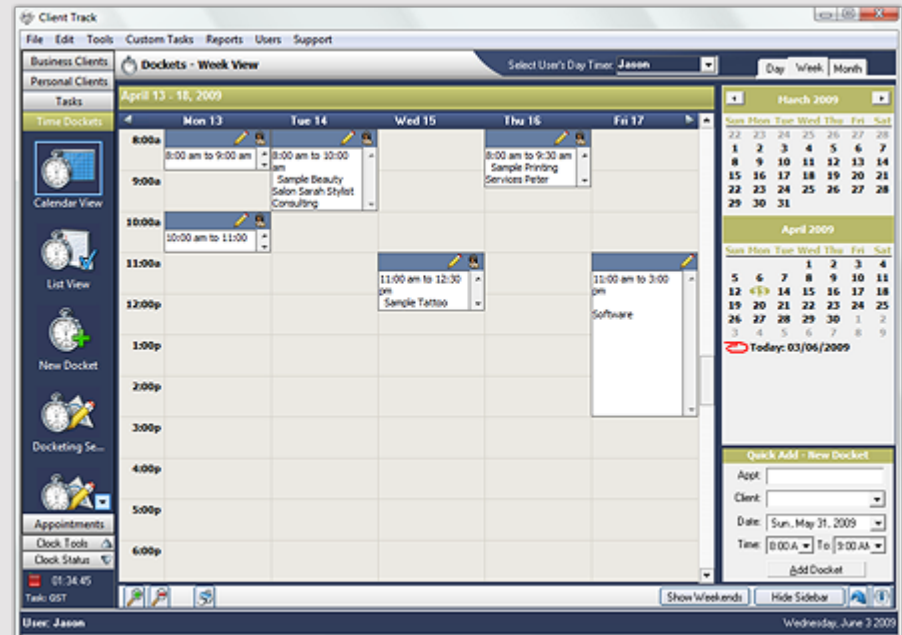 Client Track
File Edit Tools Custom Tasks Reports Users Support
Business Clients
Personal Clients
Tasks
Time Dockets
Calendar View
List View
New Docket
Docketing Se...
Appointments
Clock Tools
Clock Status
01:34:45
Task: GST
Dockets - Week View
Select User's Day Timer: Jason
Day Week Month
April 13 - 18, 2009
Mon 13 Tue 14 Wed 15 Thu 16 Fri 17
8:00a
9:00a
10:00a
11:00a
12:00p
1:00p
2:00p
3:00p
4:00p
5:00p
6:00p
8:00 am to 9:00 am
10:00 am to 11:00
8:00 am to 10:00
am
Sample Beauty
Salon Sarah Stylist
Consulting
11:00 am to 12:30
pm
Sample Tattoo
8:00 am to 9:30 am
Sample Printing
Services Peter
11:00 am to 3:00
pm
Software
March 2009
Sun Mon Tue Wed Thu Fri Sat
22 23 24 25 26 27 28
1 2 3 4 5 6 7
8 9 10 11 12 13 14
15 16 17 18 19 20 21
22 23 24 25 26 27 28
29 30 31
April 2009
Sun Mon Tue Wed Thu Fri Sat
1 2 3 4
5 6 7 8 9 10 11
12 13 14 15 16 17 18
19 20 21 22 23 24 25
26 27 28 29 30 1 2
3 4 5 6 7 8 9
Today: 03/06/2009
Quick Add - New Docket
Appt:
Client:
Date: Sun, May 31, 2009
Time: 8:00 A To: 9:00 AM
Add Docket
Show Weekends Hide Sidebar
User: Jason
Wednesday, June 3 2009